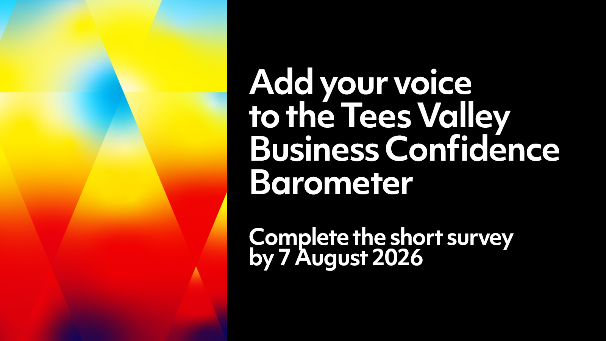 Add your voice
to the Tees Valley
Business Confidence
Barometer
Complete the short survey
by 7 August 2026